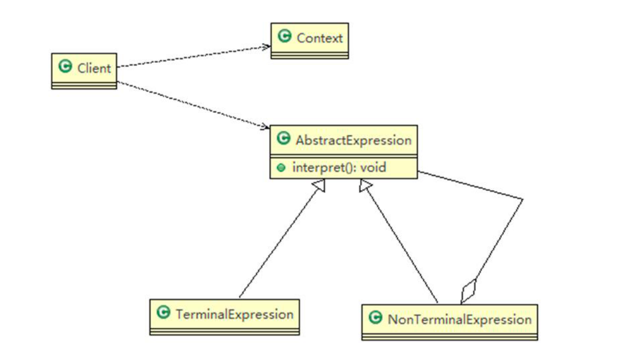 Context
Client
AbstractExpression
interpret(): void
TerminalExpression
NonTerminalExpression